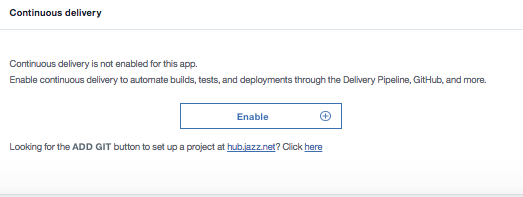 Continuous delivery
Continuous delivery is not enabled for this app.
Enable continuous delivery to automate builds, tests, and deployments through the Delivery Pipeline, GitHub, and more.
Enable
Looking for the ADD GIT button to set up a project at hub.jazz.net? Click here